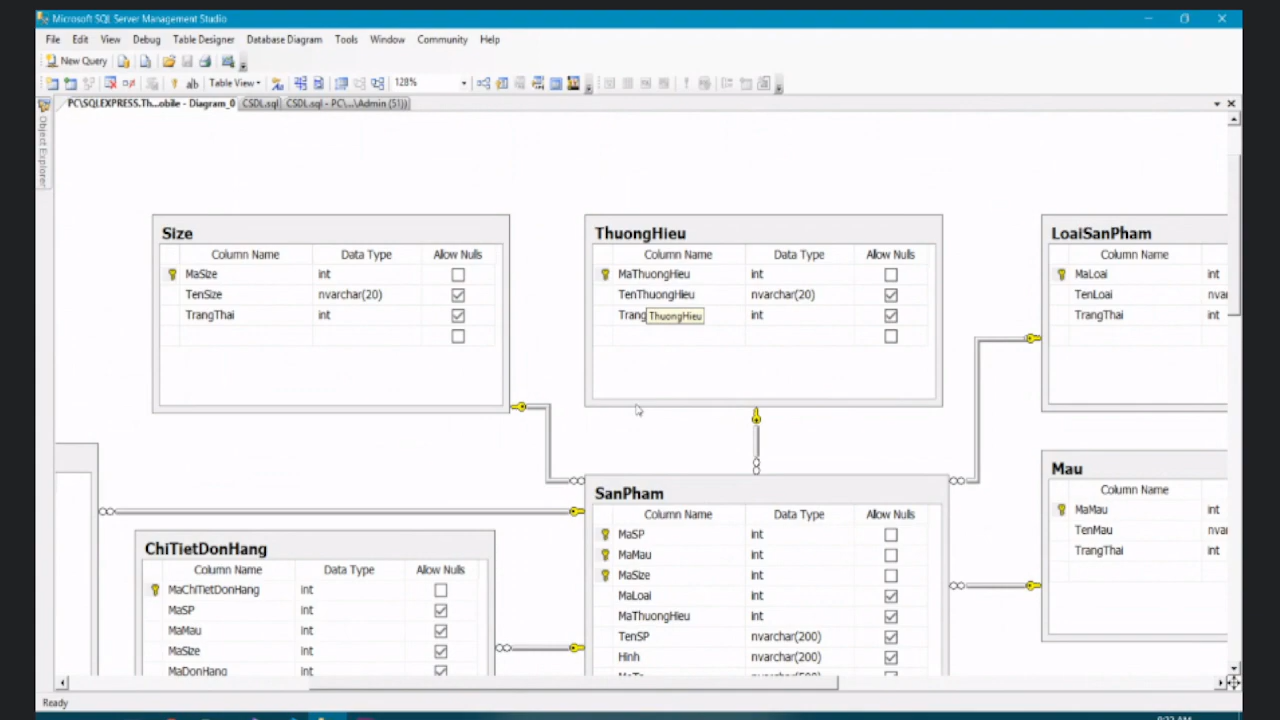 Microsoft SQL Server Management Studio
File Edit View Debug Table Designer Database Diagram Tools Window Community Help
New Query
Table View 128%
PC\SQLEXPRESS.Th...obile - Diagram_0 CSDL.sql CSDL.sql - PC\...\Admin (51))
Object Explorer
Size
Column Name Data Type Allow Nulls
MaSize int
TenSize nvarchar(20)
TrangThai int
ThuongHieu
Column Name Data Type Allow Nulls
MaThuongHieu int
TenThuongHieu nvarchar(20)
Trang ThuongHieu int
LoaiSanPham
Column Name
MaLoai int
TenLoai nva
TrangThai int
Mau
Column Name
MaMau int
TenMau nva
TrangThai int
SanPham
Column Name Data Type Allow Nulls
MaSP int
MaMau int
MaSize int
MaLoai int
MaThuongHieu int
TenSP nvarchar(200)
Hinh nvarchar(200)
ChiTietDonHang
Column Name Data Type Allow Nulls
MaChiTietDonHang int
MaSP int
MaMau int
MaSize int
MaDonHang int
Ready